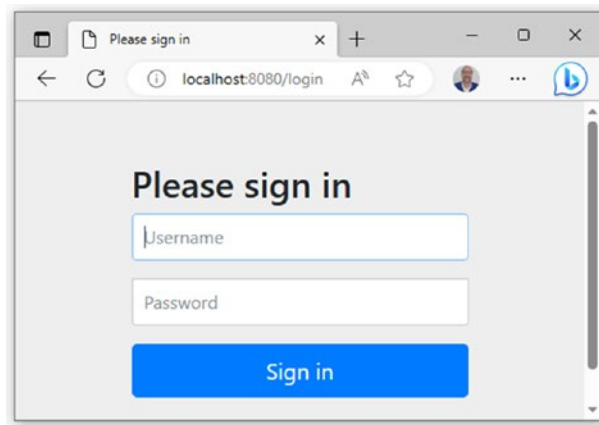 Please sign in
localhost:8080/login
Please sign in
Username
Password
Sign in